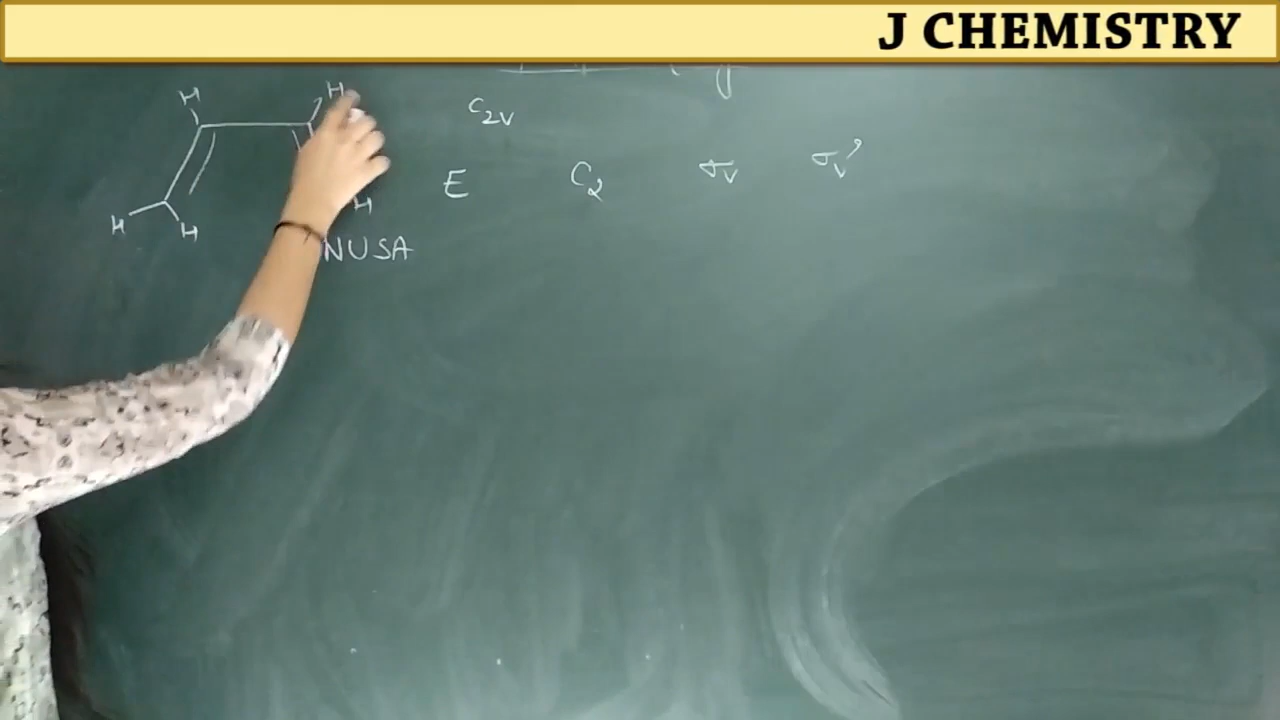 J CHEMISTRY
H H
C2v
E C2 σv σv'
H
H H
NUSA